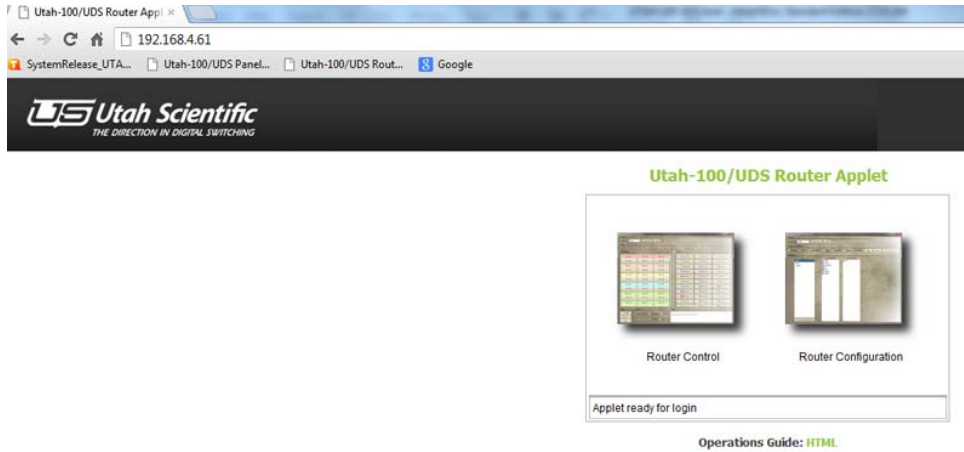 Utah-100/UDS Router Appl
192.168.4.61
SystemRelease_UTA...
Utah-100/UDS Panel...
Utah-100/UDS Rout...
Google
US Utah Scientific
THE DIRECTION IN DIGITAL SWITCHING
Utah-100/UDS Router Applet
Router Control
Router Configuration
Applet ready for login
Operations Guide: HTML